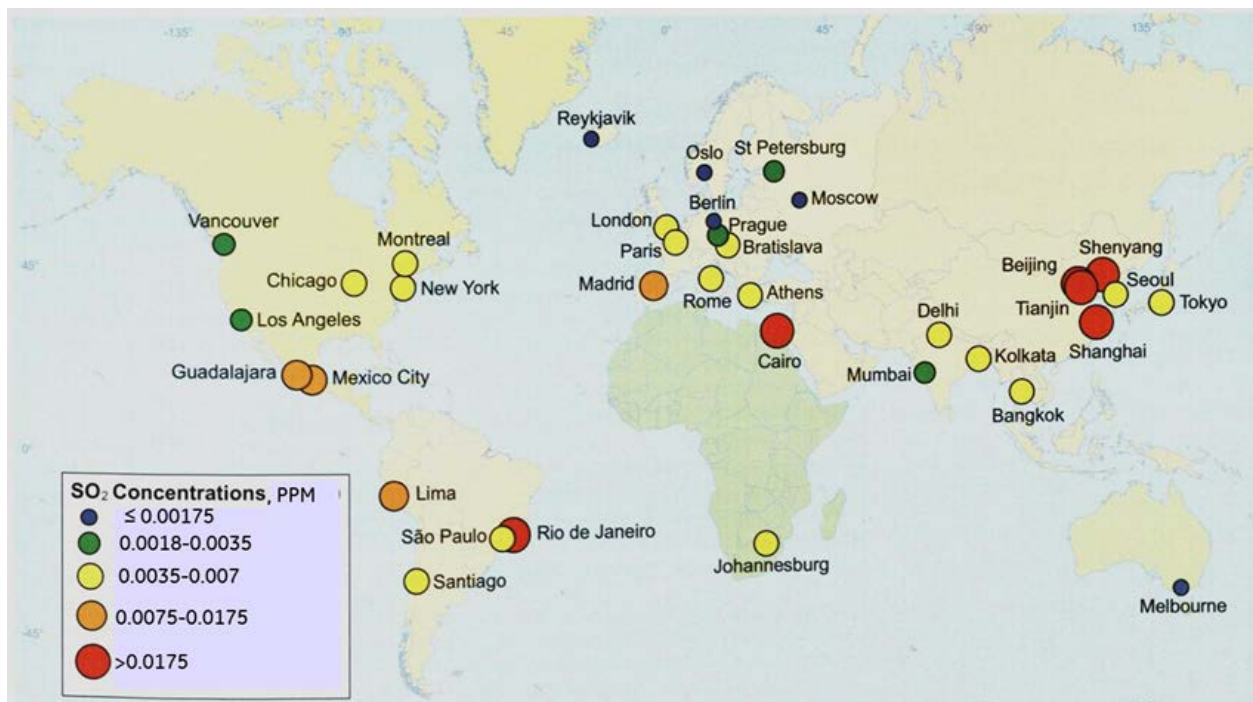 -135°
-90°
-45°
0°
45°
90°
135°
Reykjavik
Oslo
St Petersburg
Berlin
Moscow
London
Prague
Paris
Bratislava
Vancouver
Montreal
Chicago
New York
Los Angeles
Madrid
Rome
Athens
Cairo
Shenyang
Beijing
Seoul
Tianjin
Tokyo
Delhi
Shanghai
Kolkata
Mumbai
Bangkok
Guadalajara
Mexico City
45°
0°
-45°
Lima
São Paulo
Rio de Janeiro
Santiago
Johannesburg
Melbourne
SO₂ Concentrations, PPM
≤ 0.00175
0.0018-0.0035
0.0035-0.007
0.0075-0.0175
>0.0175